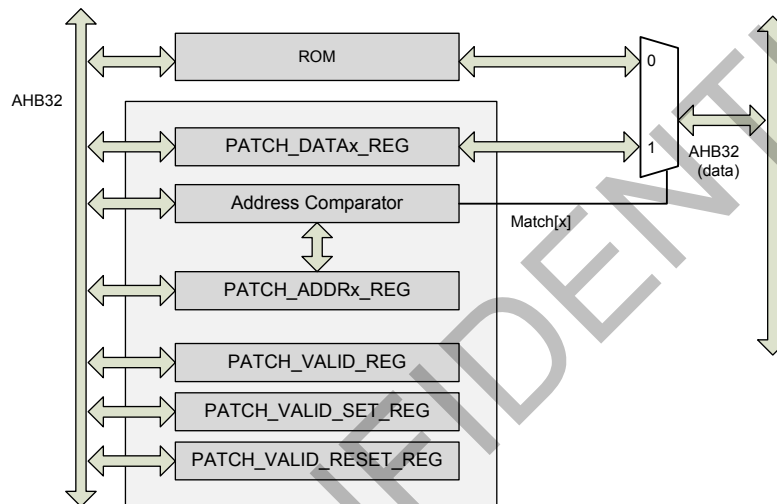 ROM
0
AHB32
PATCH_DATAx_REG
1
AHB32
(data)
Address Comparator
Match[x]
PATCH_ADDRx_REG
PATCH_VALID_REG
PATCH_VALID_SET_REG
PATCH_VALID_RESET_REG